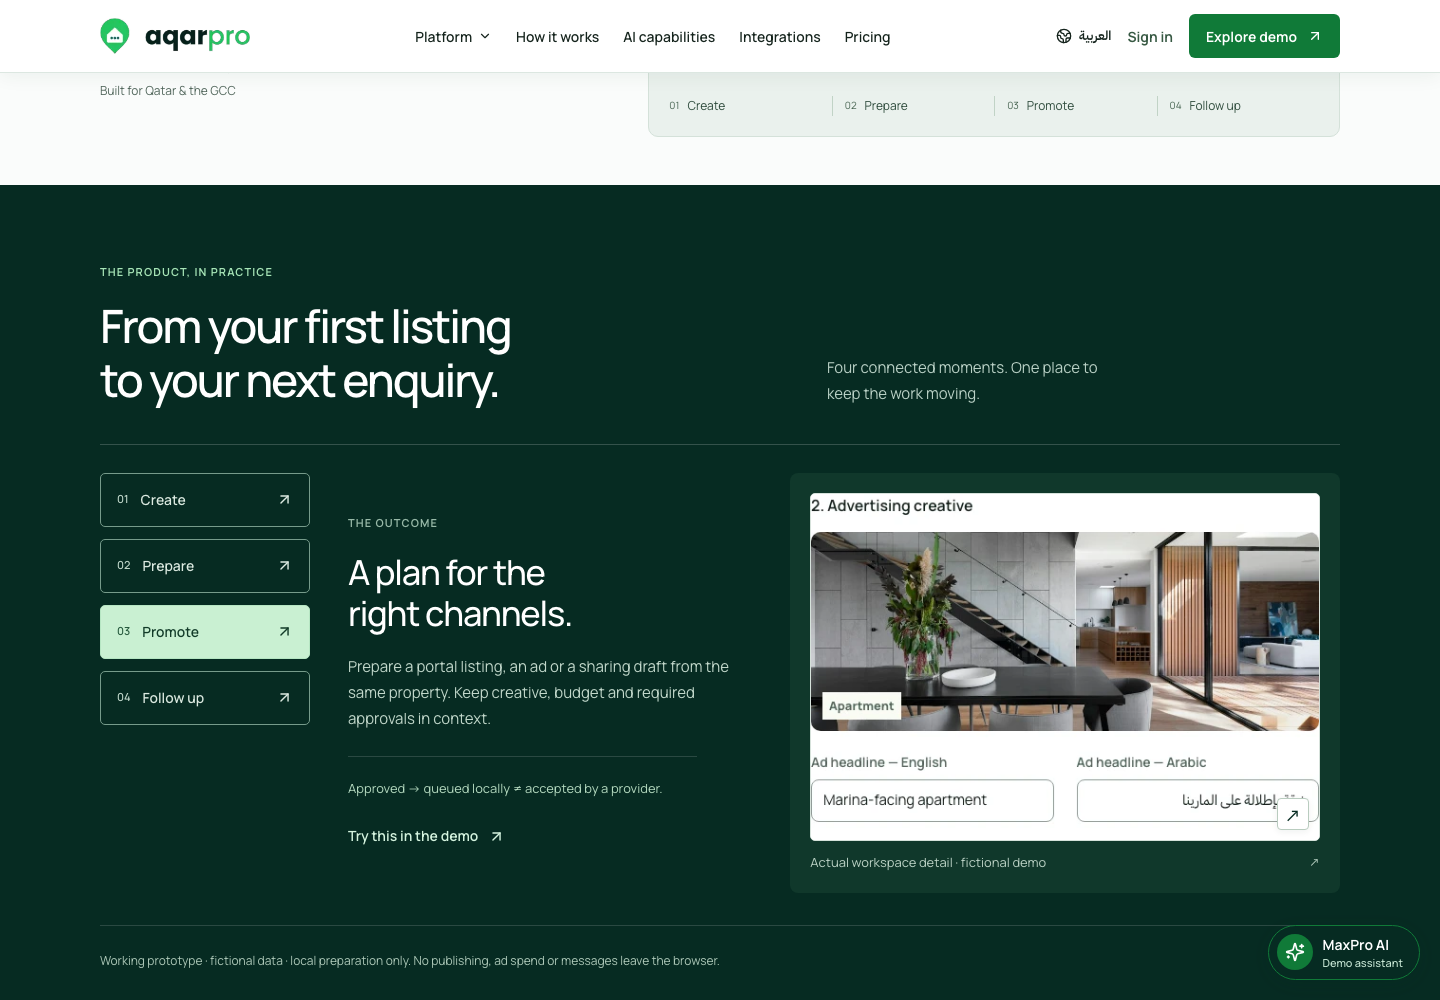 aqarpro
Platform
How it works
AI capabilities
Integrations
Pricing
العربية
Sign in
Explore demo
Built for Qatar & the GCC
01 Create
02 Prepare
03 Promote
04 Follow up
THE PRODUCT, IN PRACTICE
From your first listing
to your next enquiry.
Four connected moments. One place to
keep the work moving.
01 Create
02 Prepare
03 Promote
04 Follow up
THE OUTCOME
A plan for the
right channels.
Prepare a portal listing, an ad or a sharing draft from the
same property. Keep creative, budget and required
approvals in context.
Approved → queued locally ≠ accepted by a provider.
Try this in the demo
2. Advertising creative
Apartment
Ad headline — English
Marina-facing apartment
Ad headline — Arabic
بإطلالة على المارينا
Actual workspace detail · fictional demo
Working prototype · fictional data · local preparation only. No publishing, ad spend or messages leave the browser.
MaxPro AI
Demo assistant